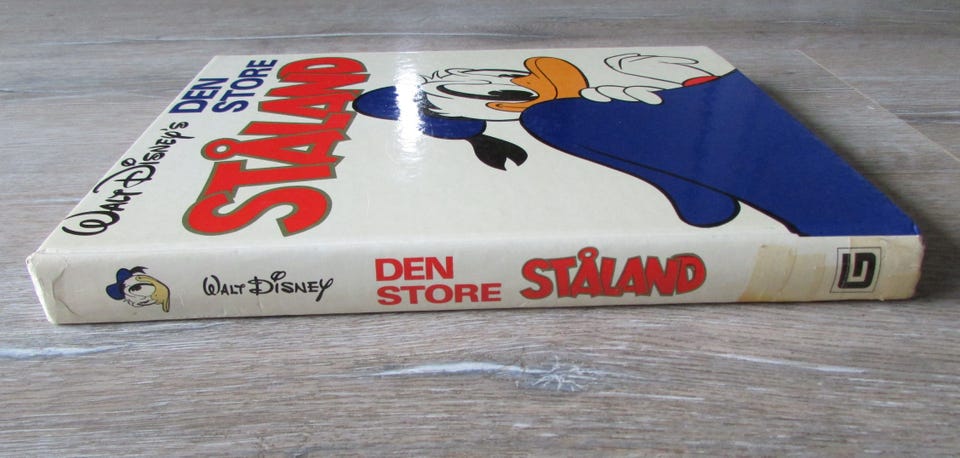 WALT DISNEY'S
DEN
STORE
STÅLAND
WALT DISNEY
DEN
STORE
STÅLAND
G